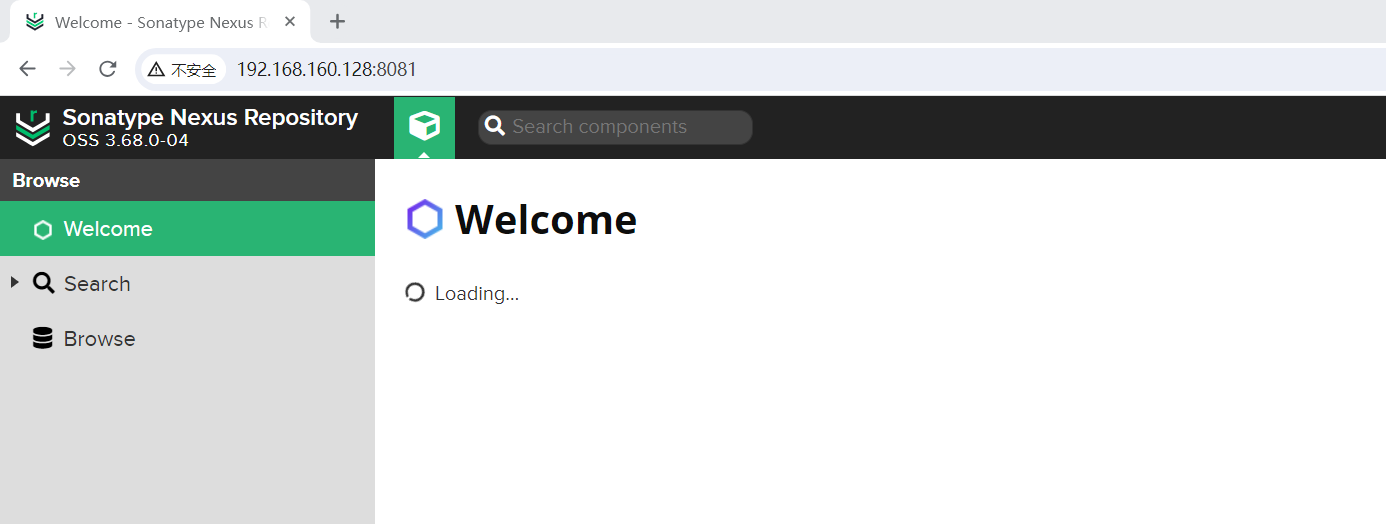 Welcome - Sonatype Nexus R
不安全
192.168.160.128:8081
Sonatype Nexus Repository
OSS 3.68.0-04
Search components
Browse
Welcome
Search
Browse
Welcome
Loading...